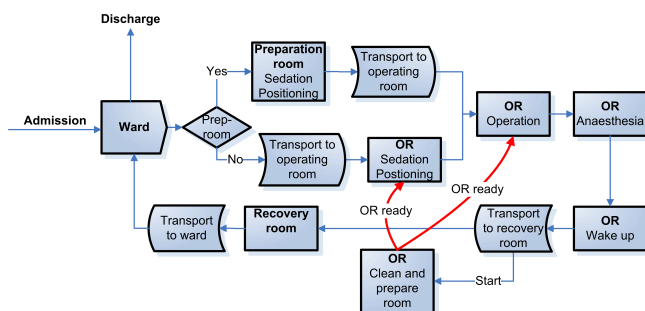 Discharge
Admission
Ward
Prep-
room
Yes
No
Preparation
room
Sedation
Positioning
Transport to
operating
room
Transport to
operating
room
OR
Sedation
Postioning
OR
Operation
OR
Anaesthesia
OR ready
OR ready
Transport
to ward
Recovery
room
Transport
to recovery
room
OR
Wake up
OR
Clean and
prepare
room
Start